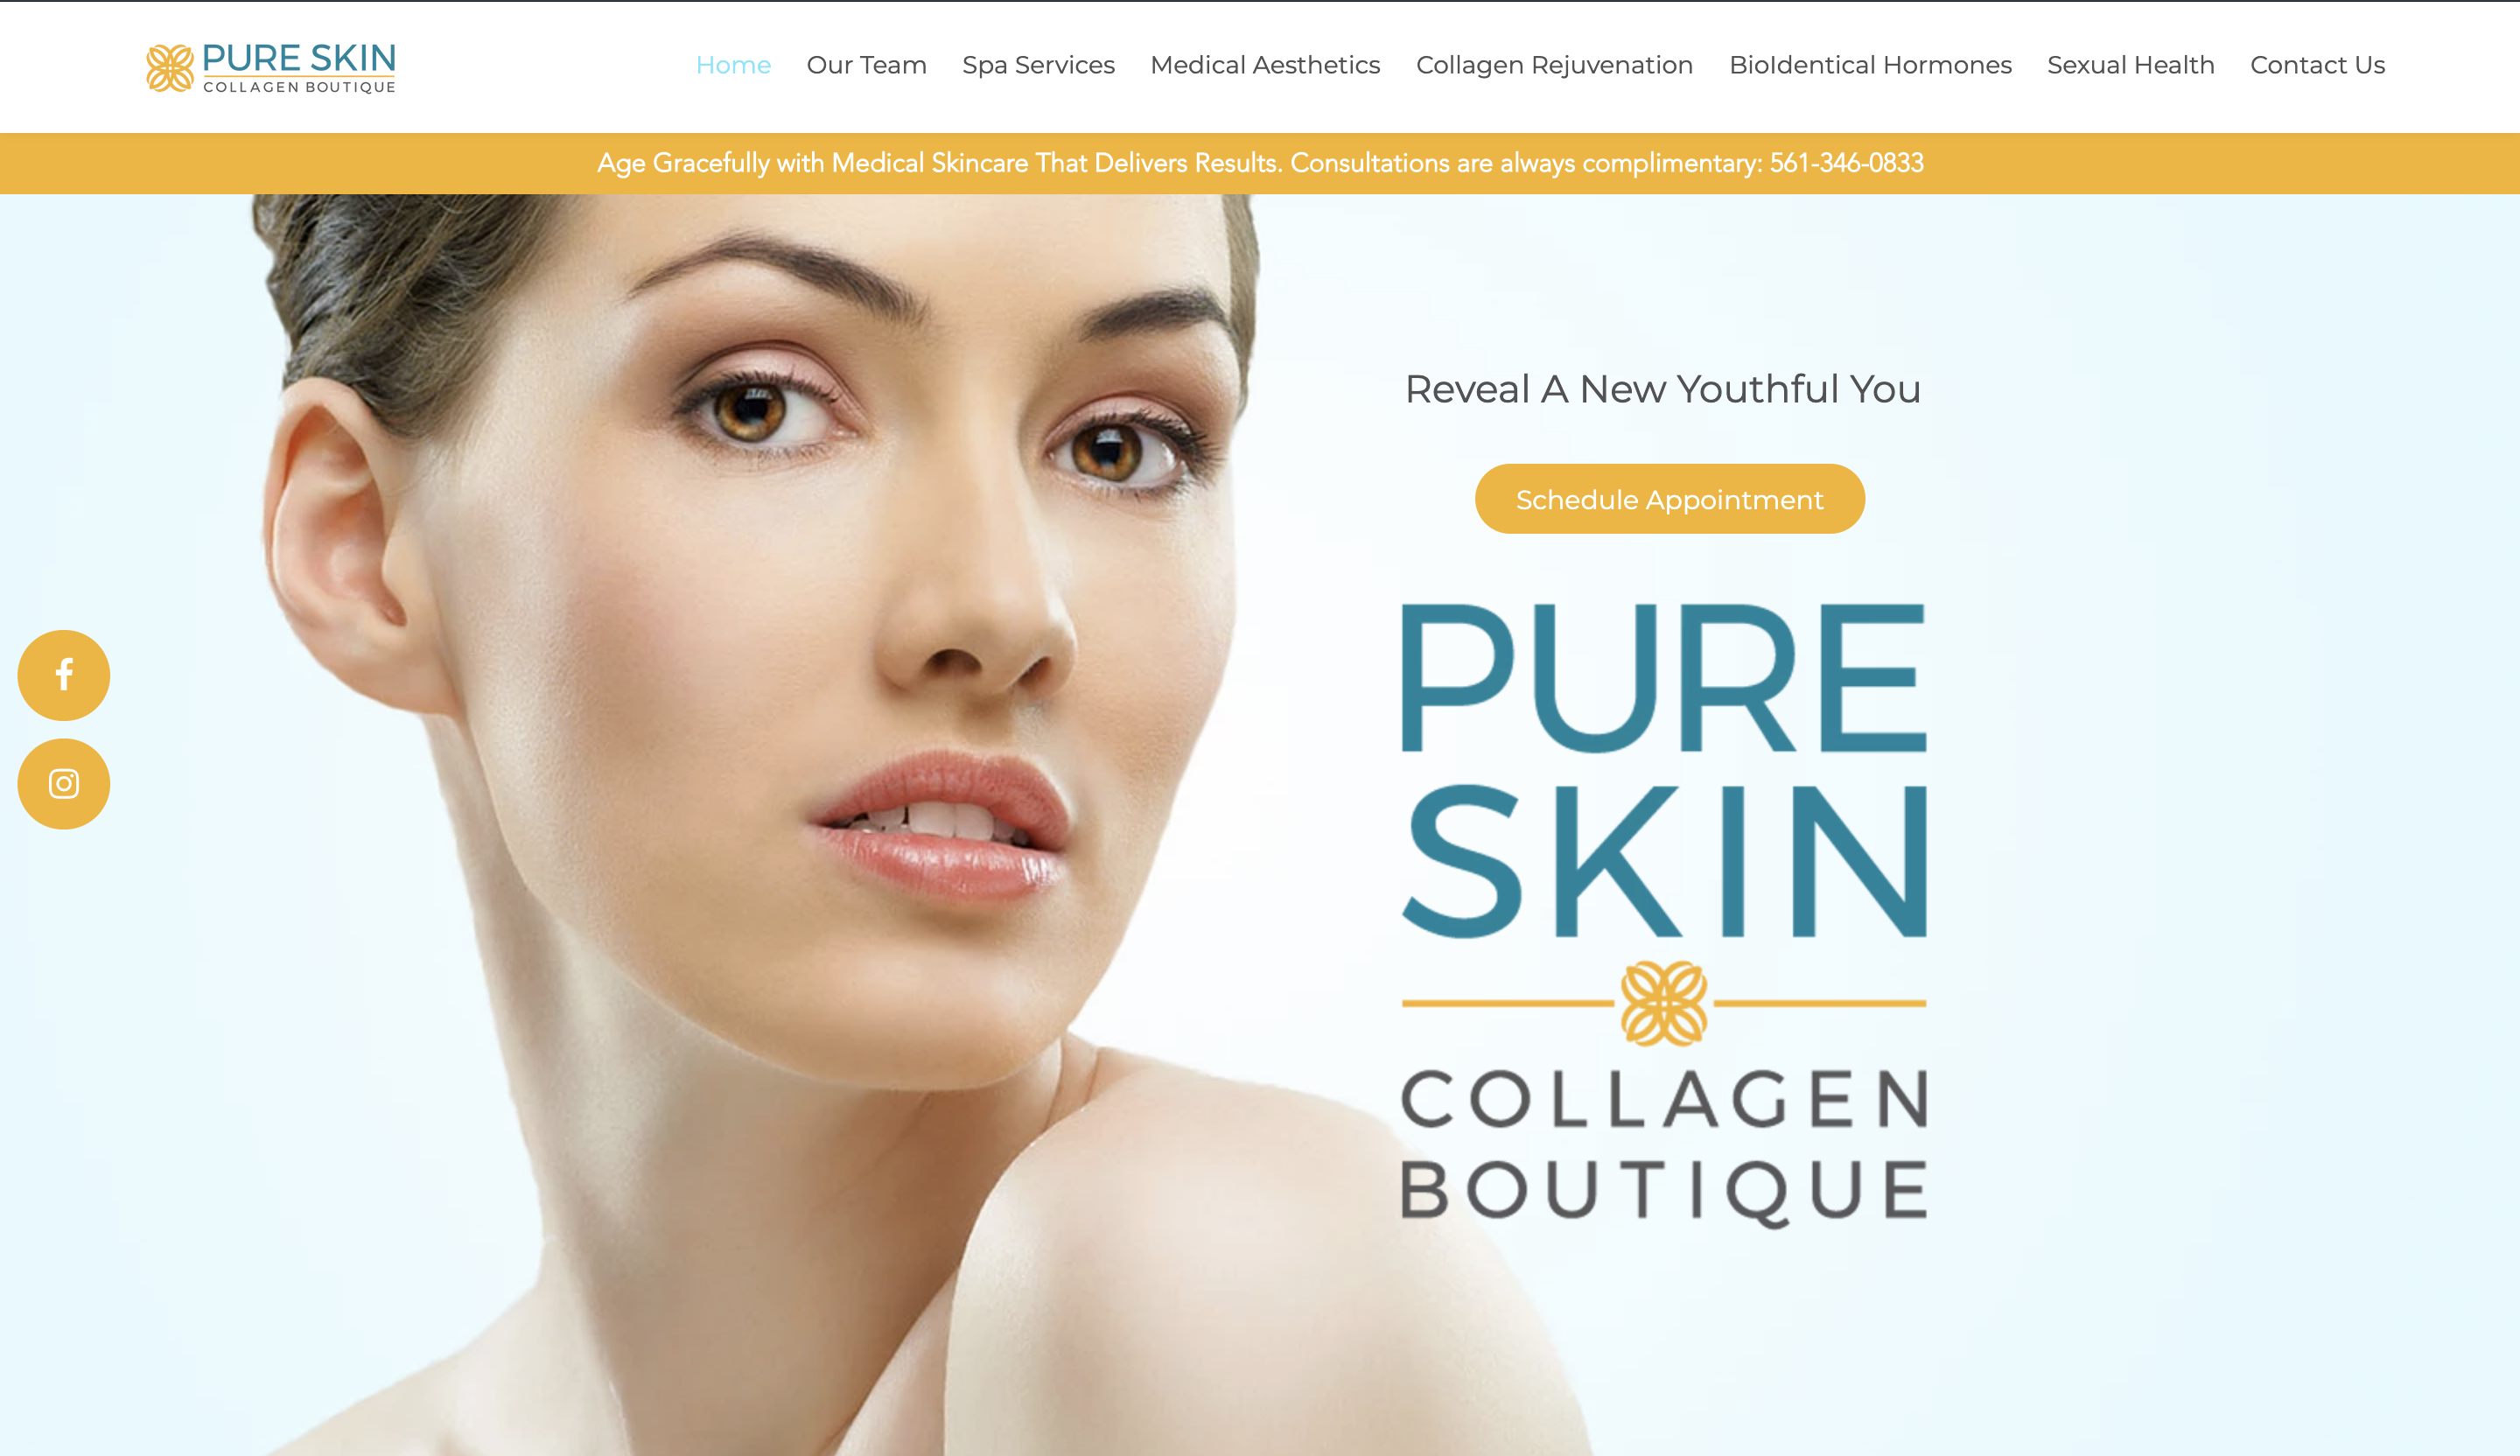 PURE SKIN
COLLAGEN BOUTIQUE
Home Our Team Spa Services Medical Aesthetics Collagen Rejuvenation BioIdentical Hormones Sexual Health Contact Us
Age Gracefully with Medical Skincare That Delivers Results. Consultations are always complimentary: 561-346-0833
Reveal A New Youthful You
Schedule Appointment
PURE
SKIN
COLLAGEN
BOUTIQUE